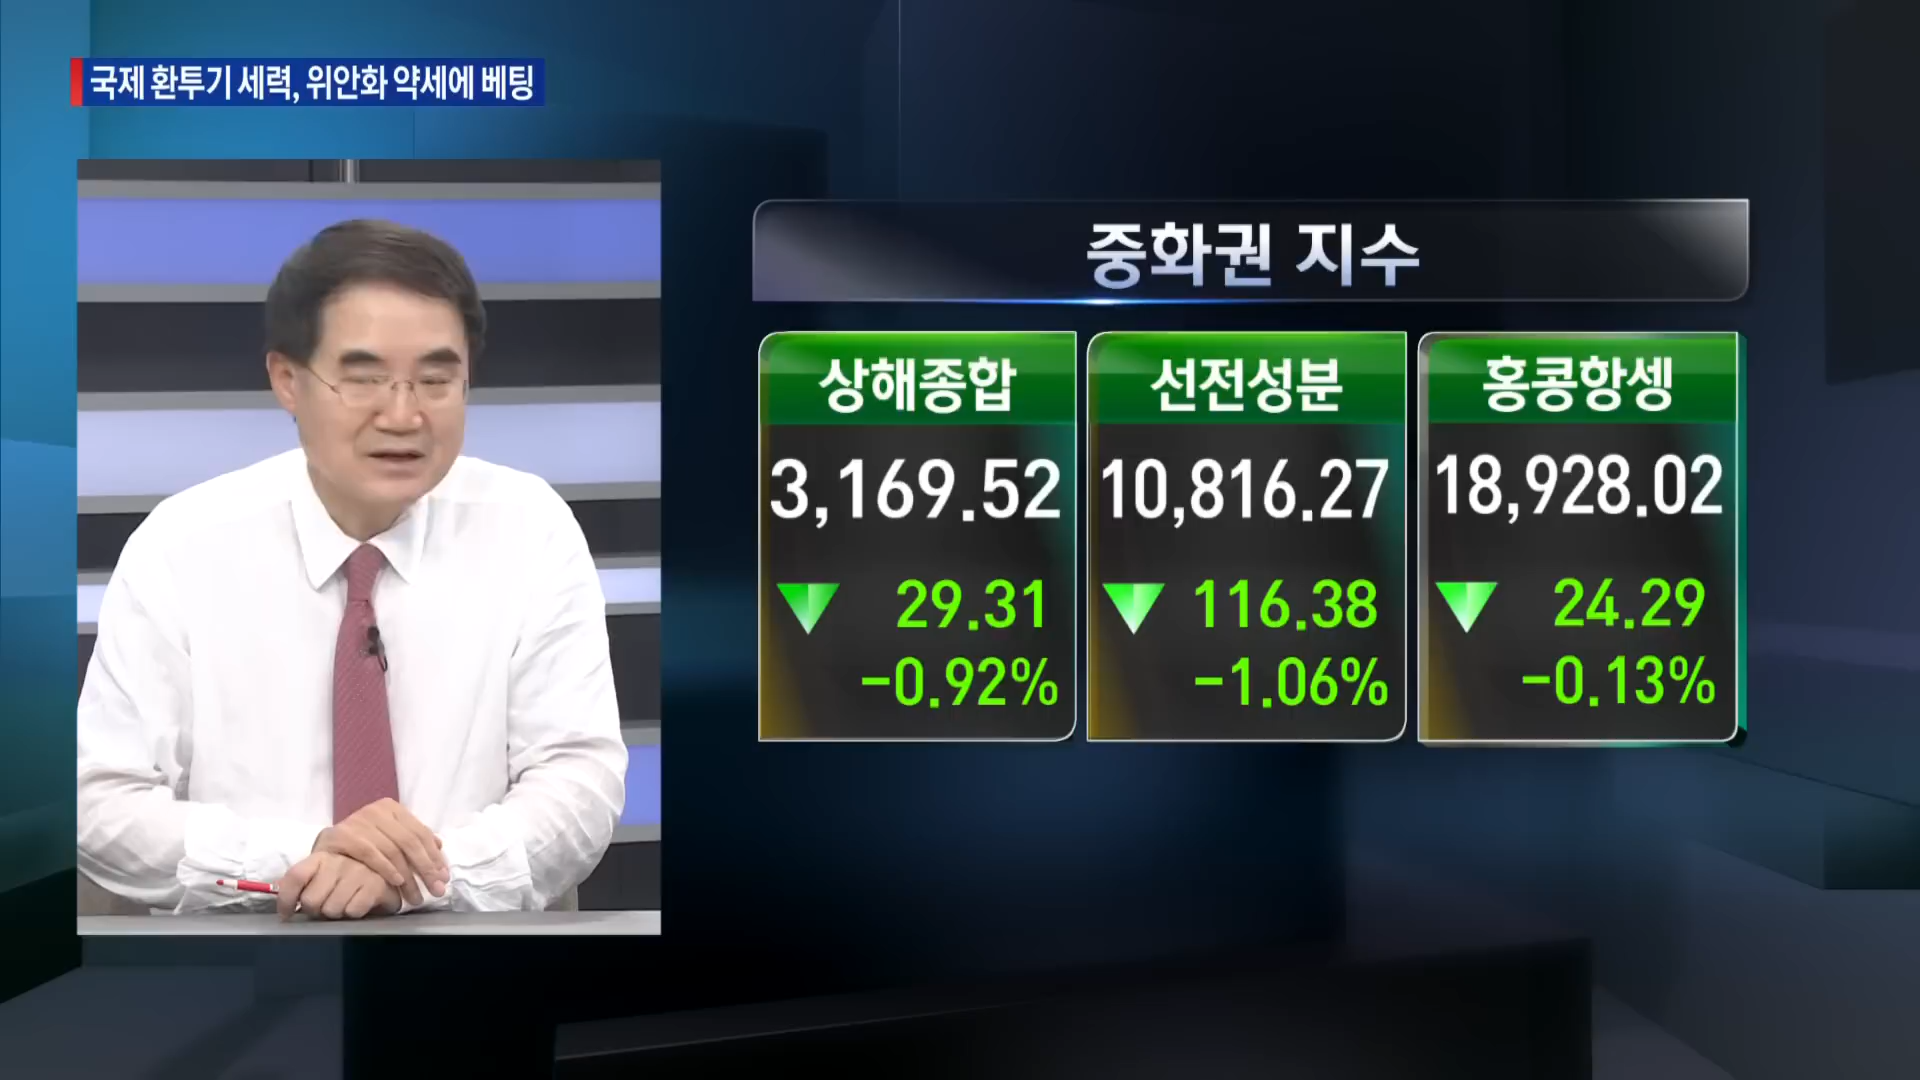 국제 환투기 세력, 위안화 약세에 베팅
중화권 지수
상해종합
3,169.52
▼ 29.31
-0.92%
선전성분
10,816.27
▼ 116.38
-1.06%
홍콩항셍
18,928.02
▼ 24.29
-0.13%